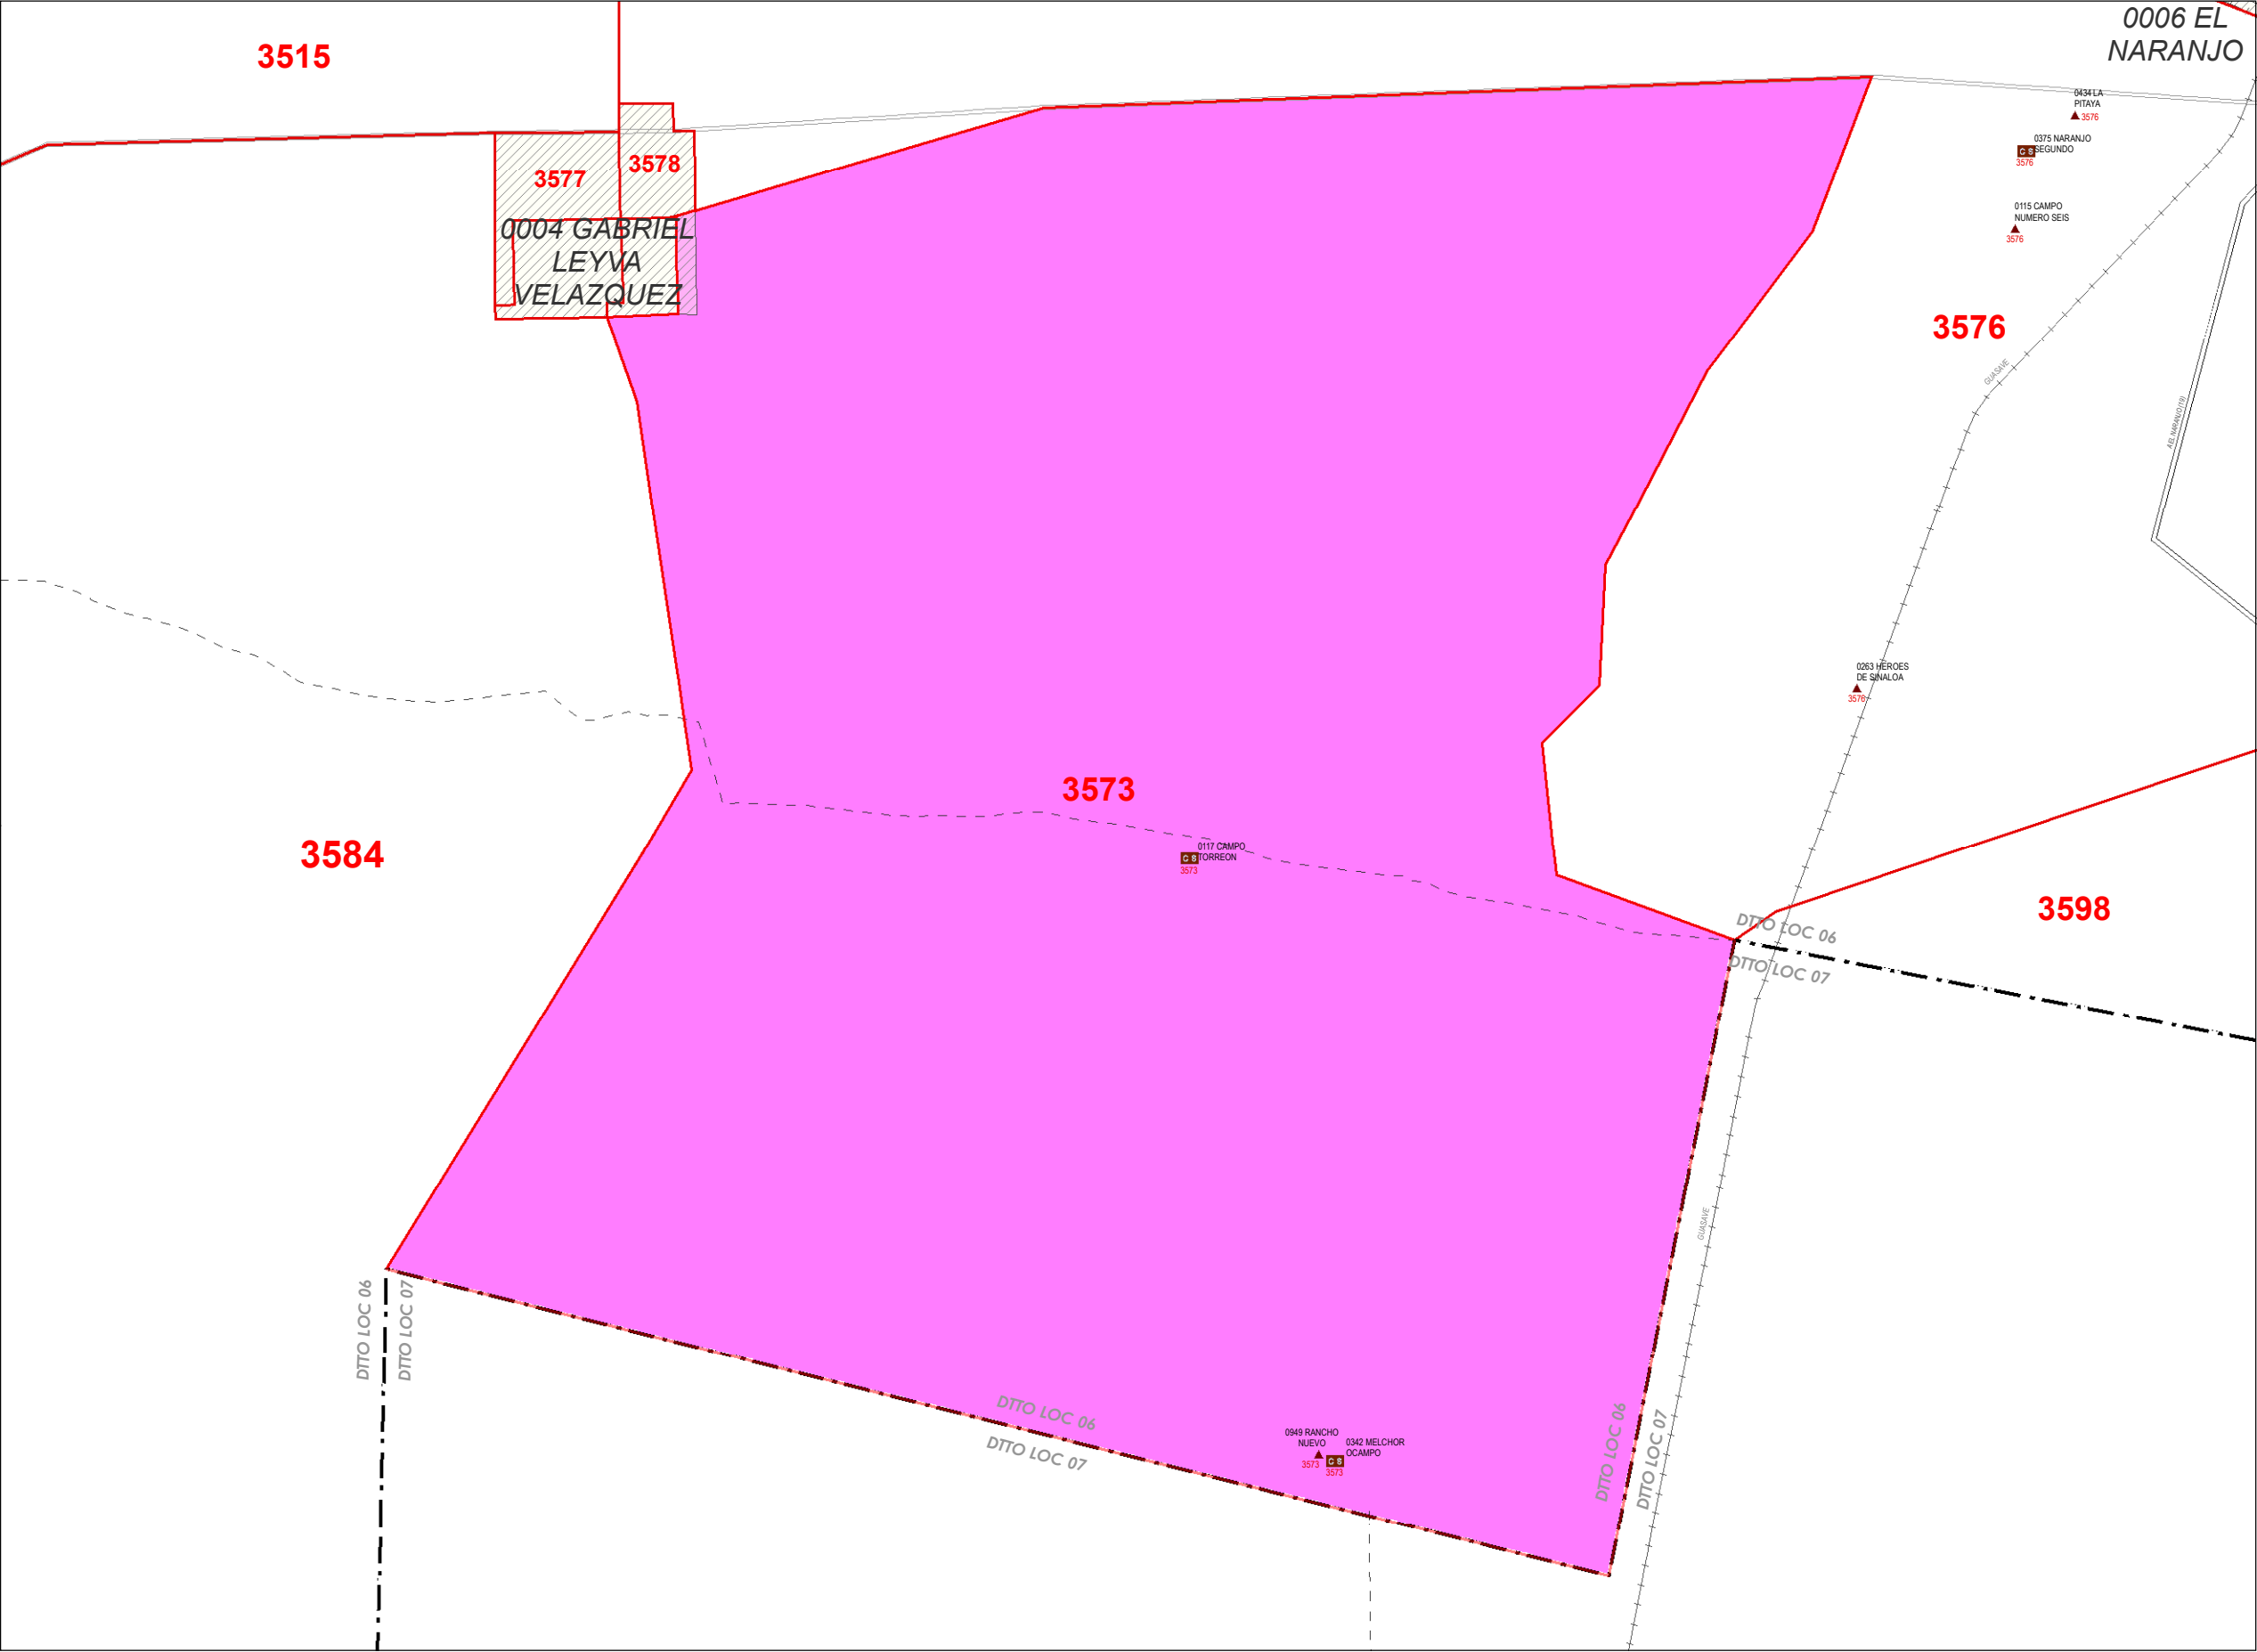 0006 EL
NARANJO
3515
0434 LA
PITAYA
3576
0375 NARANJO
SEGUNDO
C S
3576
3578
3577
0115 CAMPO
NUMERO SEIS
3576
0004 GABRIEL
LEYVA
VELAZQUEZ
3576
GUASAVE
A EL NARANJO (19)
0263 HEROES
DE SINALOA
3576
3573
3584
0117 CAMPO
TORREON
C S
3573
3598
DTTO LOC 06
DTTO LOC 07
GUASAVE
DTTO LOC 06
DTTO LOC 07
DTTO LOC 06
DTTO LOC 07
0949 RANCHO
NUEVO
3573
0342 MELCHOR
OCAMPO
C S
3573
DTTO LOC 06
DTTO LOC 07